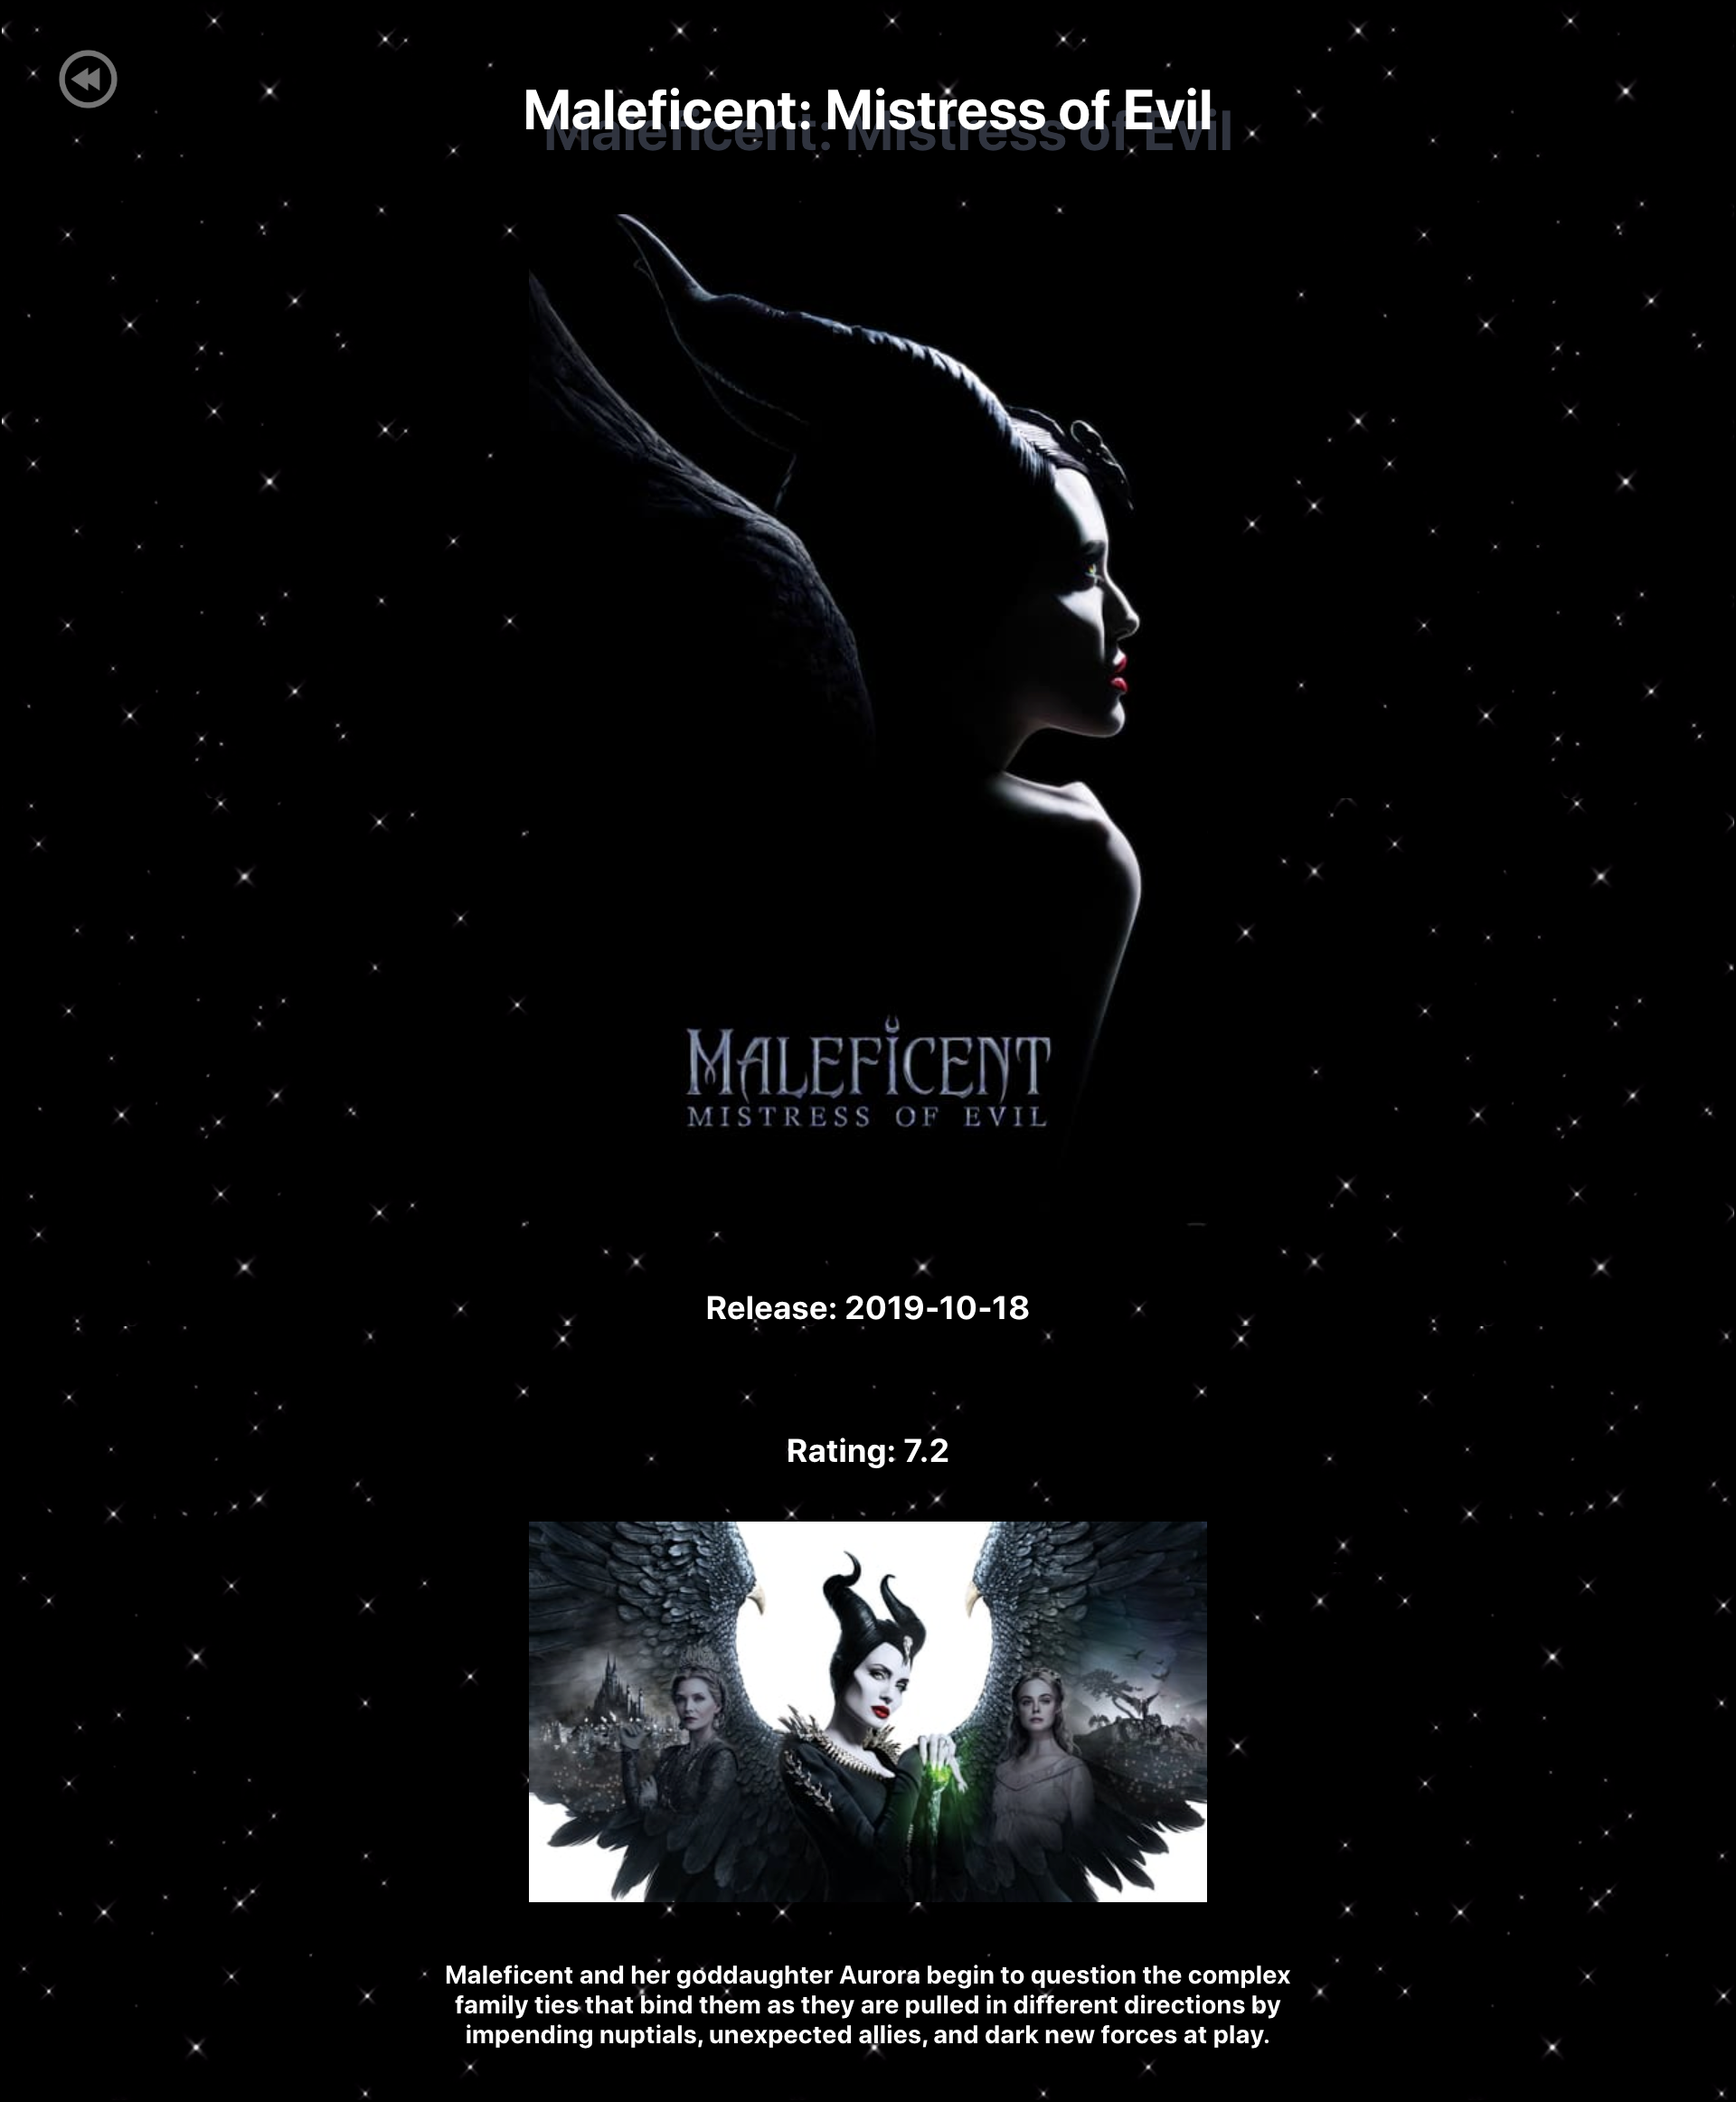 Maleficent: Mistress of Evil
MALEFICENT
MISTRESS OF EVIL
Release: 2019-10-18
Rating: 7.2
Maleficent and her goddaughter Aurora begin to question the complex
family ties that bind them as they are pulled in different directions by
impending nuptials, unexpected allies, and dark new forces at play.